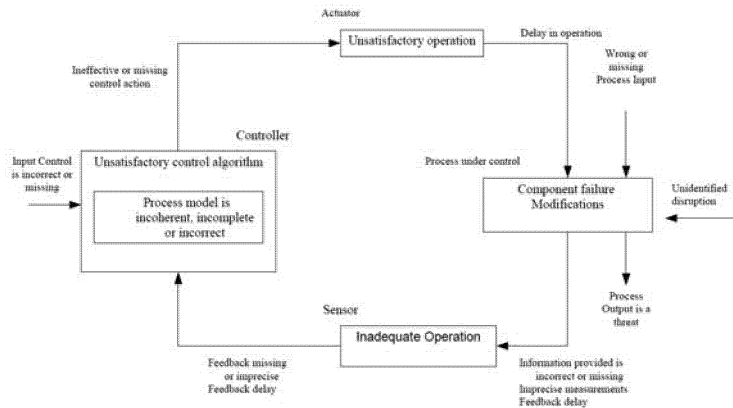 Actuator
Unsatisfactory operation
Delay in operation
Wrong or
missing
Process Input
Ineffective or missing
control action
Controller
Input Control
is incorrect or
missing
Unsatisfactory control algorithm
Process model is
incoherent, incomplete
or incorrect
Process under control
Component failure
Modifications
Unidentified
disruption
Process
Output is a
threat
Sensor
Inadequate Operation
Feedback missing
or imprecise
Feedback delay
Information provided is
incorrect or missing
Imprecise measurements
Feedback delay